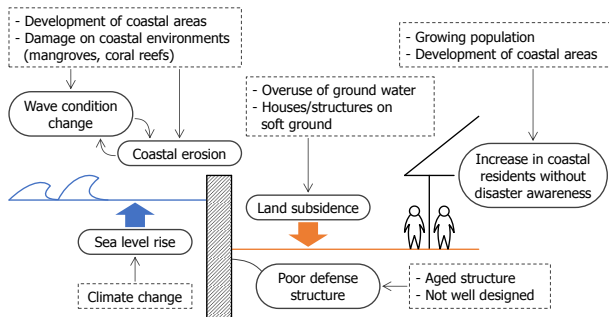 - Development of coastal areas
- Damage on coastal environments
(mangroves, coral reefs)
Wave condition
change
Coastal erosion
- Overuse of ground water
- Houses/structures on
soft ground
- Growing population
- Development of coastal areas
Increase in coastal
residents without
disaster awareness
Land subsidence
Sea level rise
Climate change
Poor defense
structure
- Aged structure
- Not well designed